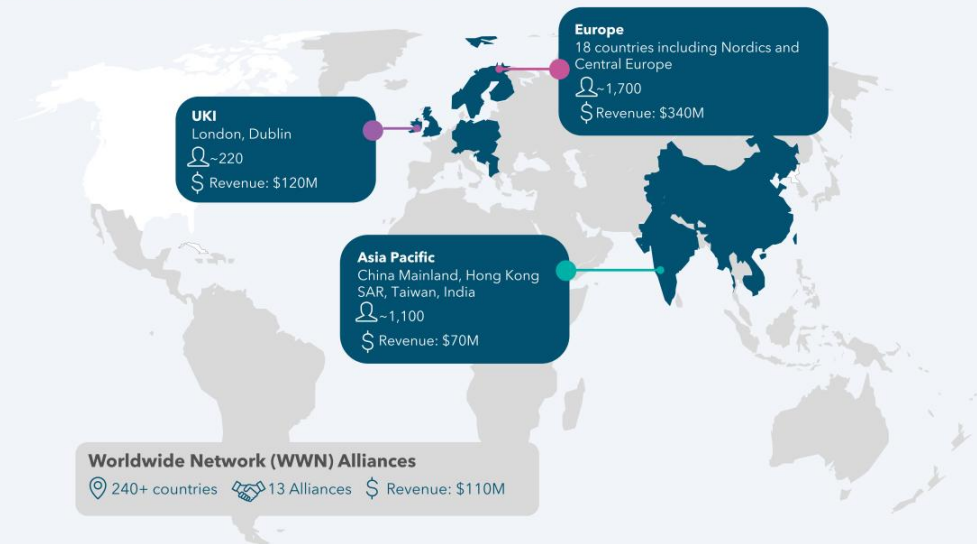 Europe
18 countries including Nordics and
Central Europe
~1,700
Revenue: $340M
UKI
London, Dublin
~220
$ Revenue: $120M
Asia Pacific
China Mainland, Hong Kong
SAR, Taiwan, India
~1,100
$ Revenue: $70M
Worldwide Network (WWN) Alliances
240+ countries 13 Alliances $ Revenue: $110M